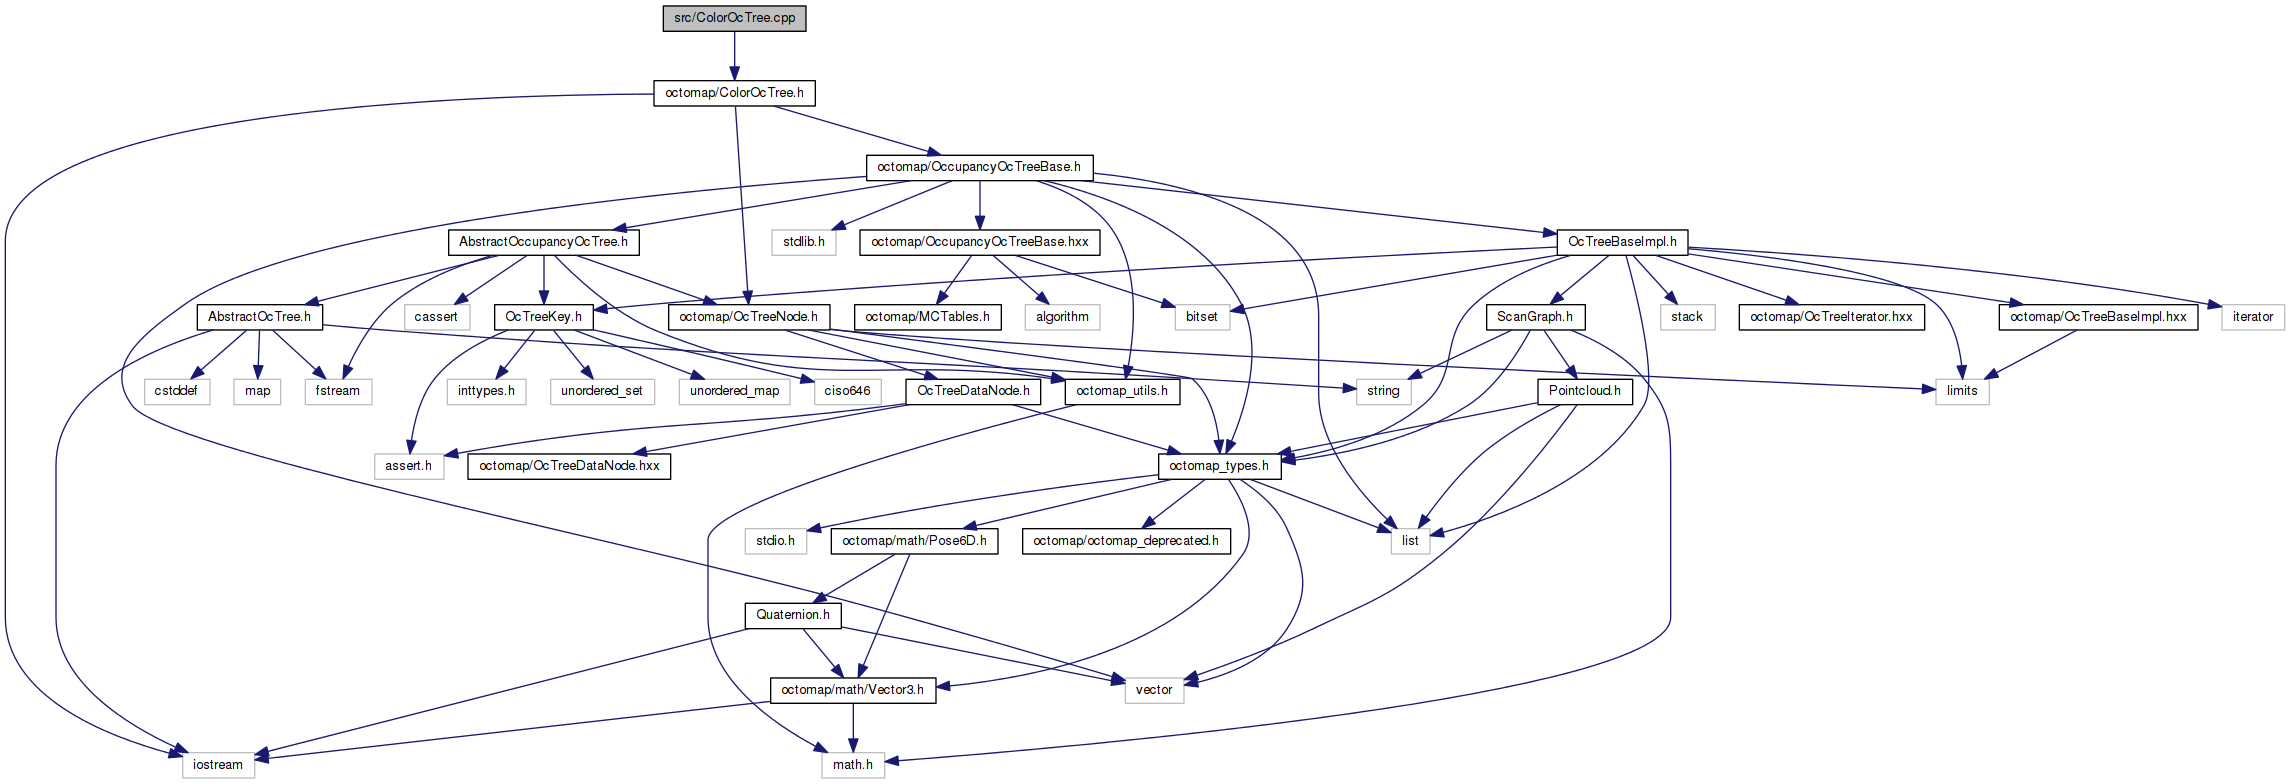 src/ColorOcTree.cpp
octomap/ColorOcTree.h
octomap/OccupancyOcTreeBase.h
AbstractOccupancyOcTree.h
stdlib.h
octomap/OccupancyOcTreeBase.hxx
OcTreeBaseImpl.h
AbstractOcTree.h
cassert
OcTreeKey.h
octomap/OcTreeNode.h
octomap/MCTables.h
algorithm
bitset
ScanGraph.h
stack
octomap/OcTreeIterator.hxx
octomap/OcTreeBaseImpl.hxx
iterator
cstddef
map
fstream
inttypes.h
unordered_set
unordered_map
ciso646
OcTreeDataNode.h
octomap_utils.h
string
Pointcloud.h
limits
assert.h
octomap/OcTreeDataNode.hxx
octomap_types.h
stdio.h
octomap/math/Pose6D.h
octomap/octomap_deprecated.h
list
Quaternion.h
octomap/math/Vector3.h
vector
iostream
math.h